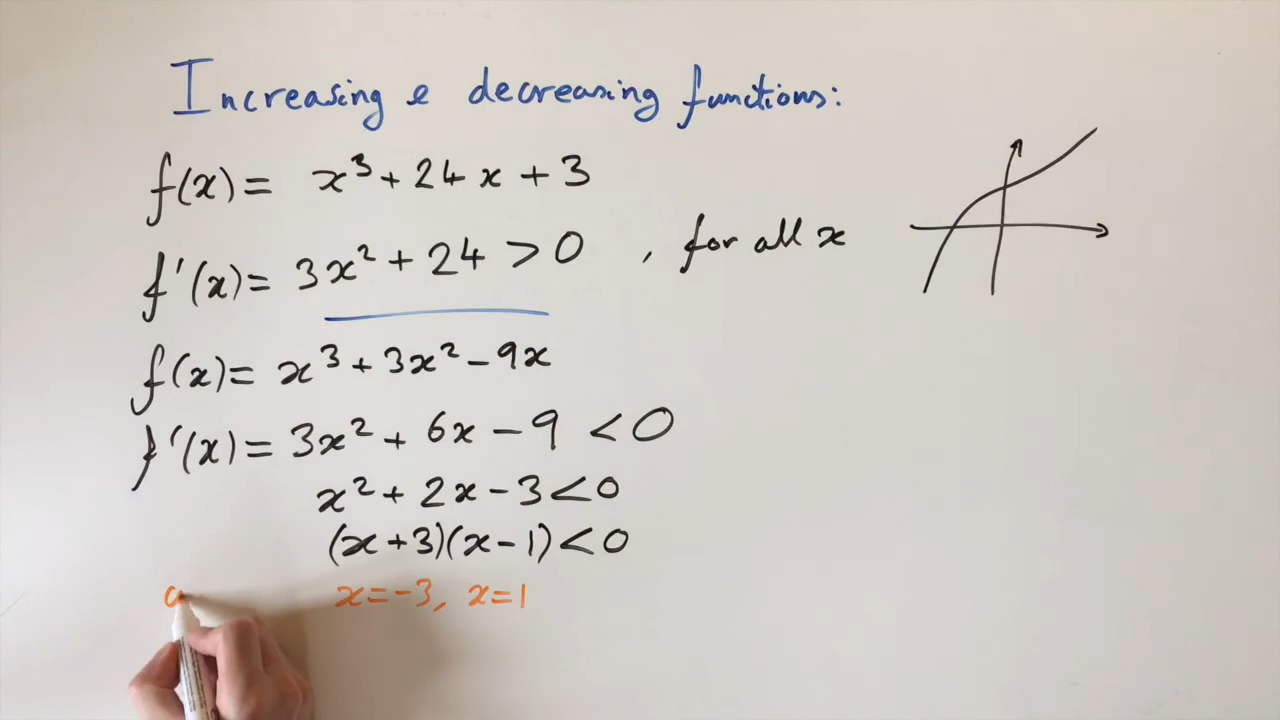 Increasing e decreasing functions:
f(x) = x³ + 24x + 3
f'(x) = 3x² + 24 > 0 , for all x
f(x) = x³ + 3x² - 9x
f'(x) = 3x² + 6x - 9 < 0
x² + 2x - 3 < 0
(x + 3)(x - 1) < 0
x = -3, x = 1